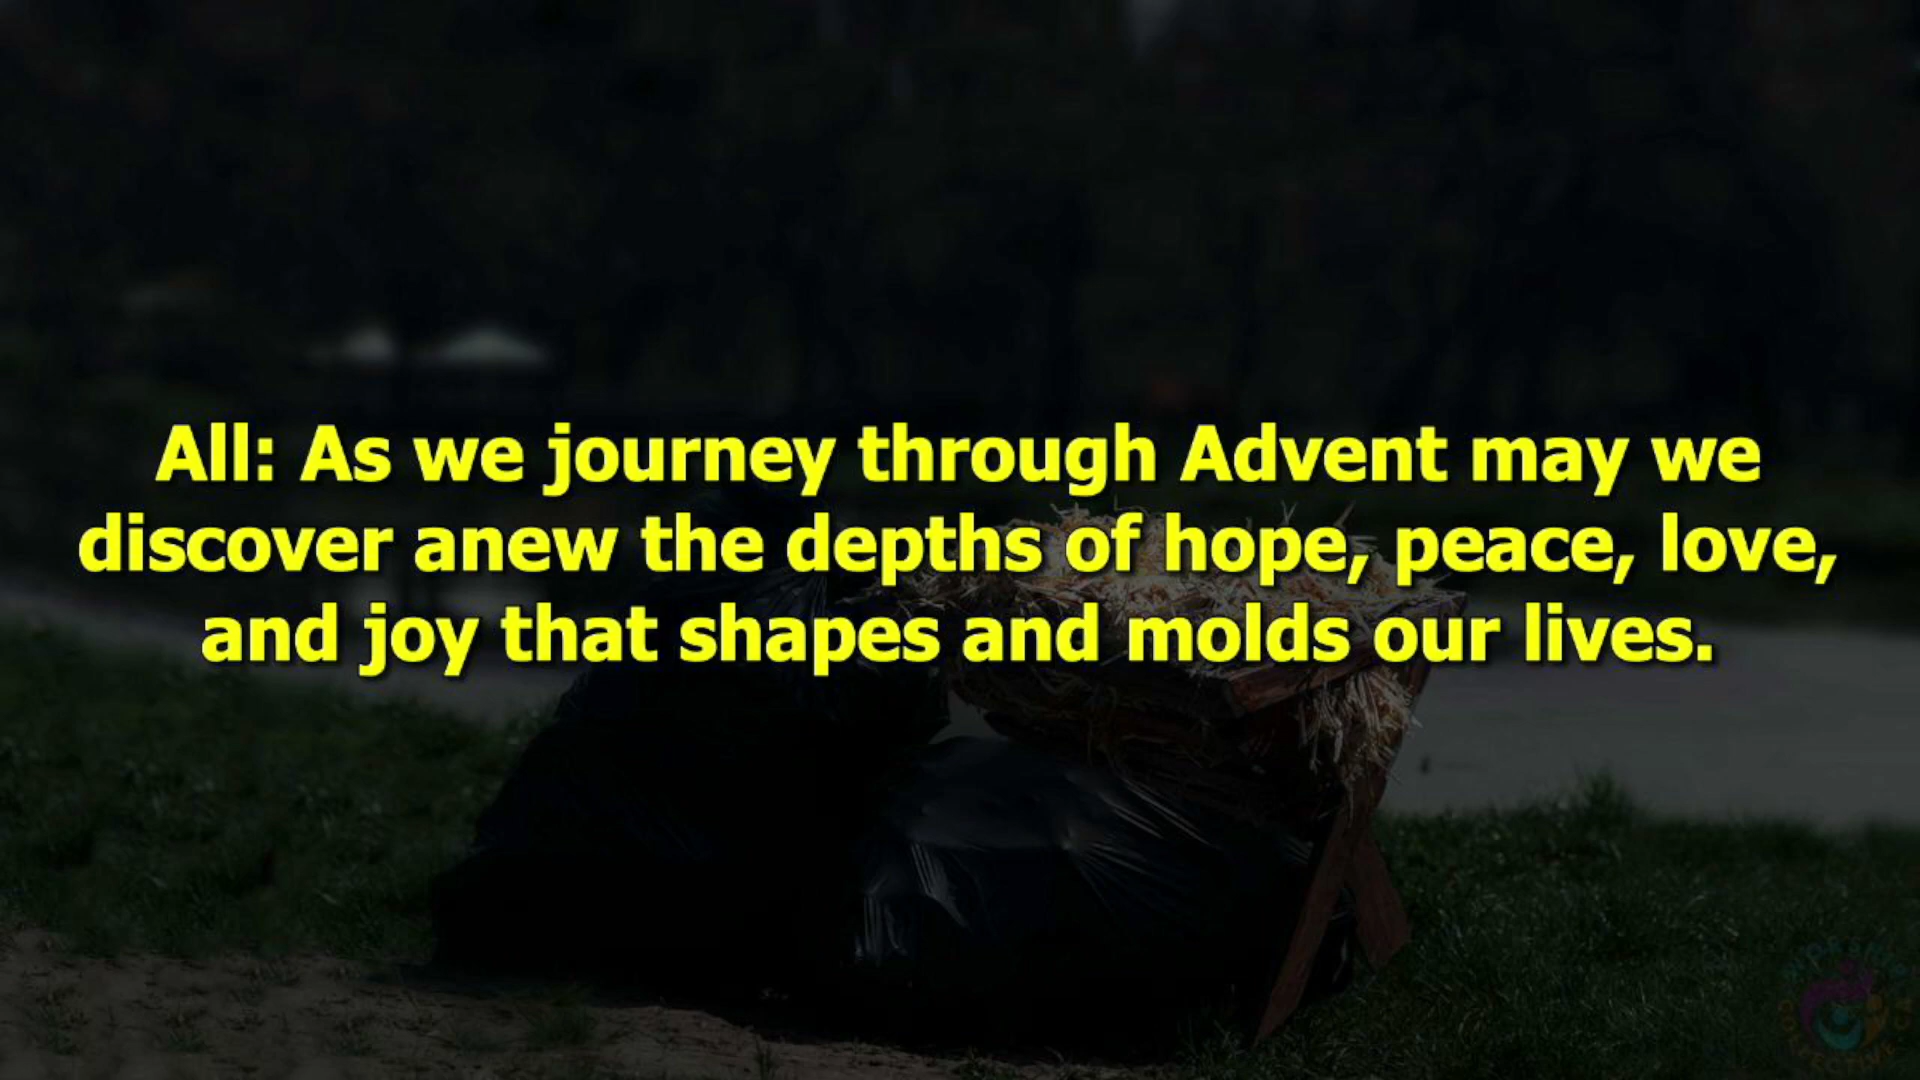 All: As we journey through Advent may we
discover anew the depths of hope, peace, love,
and joy that shapes and molds our lives.